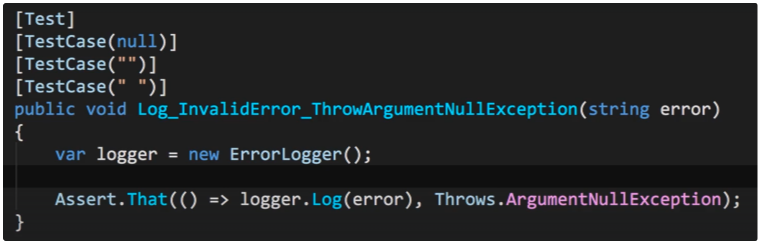 [Test]
[TestCase(null)]
[TestCase("")]
[TestCase(" ")]
public void Log_InvalidError_ThrowArgumentNullException(string error)
{
    var logger = new ErrorLogger();

    Assert.That(() => logger.Log(error), Throws.ArgumentNullException);
}